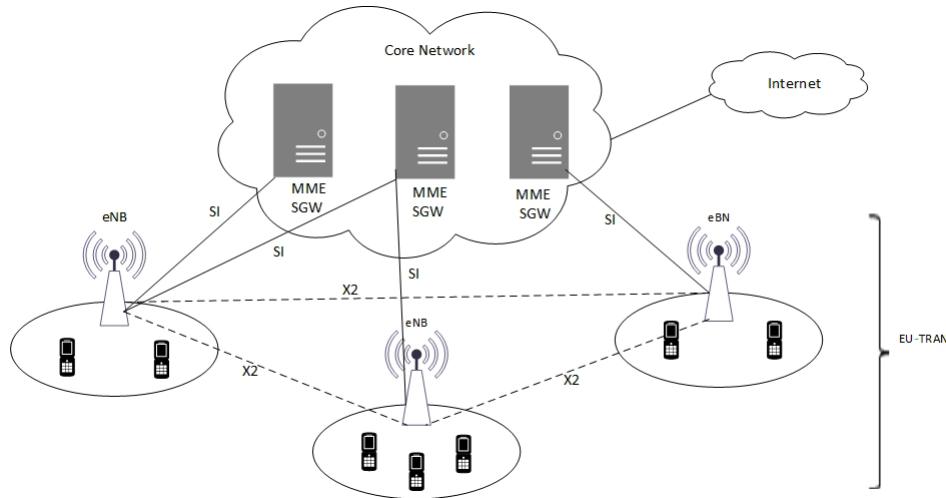 Core Network
Internet
MME
SGW
MME
SGW
MME
SGW
eNB
SI
SI
SI
SI
eBN
X2
eNB
X2
X2
EU-TRAN